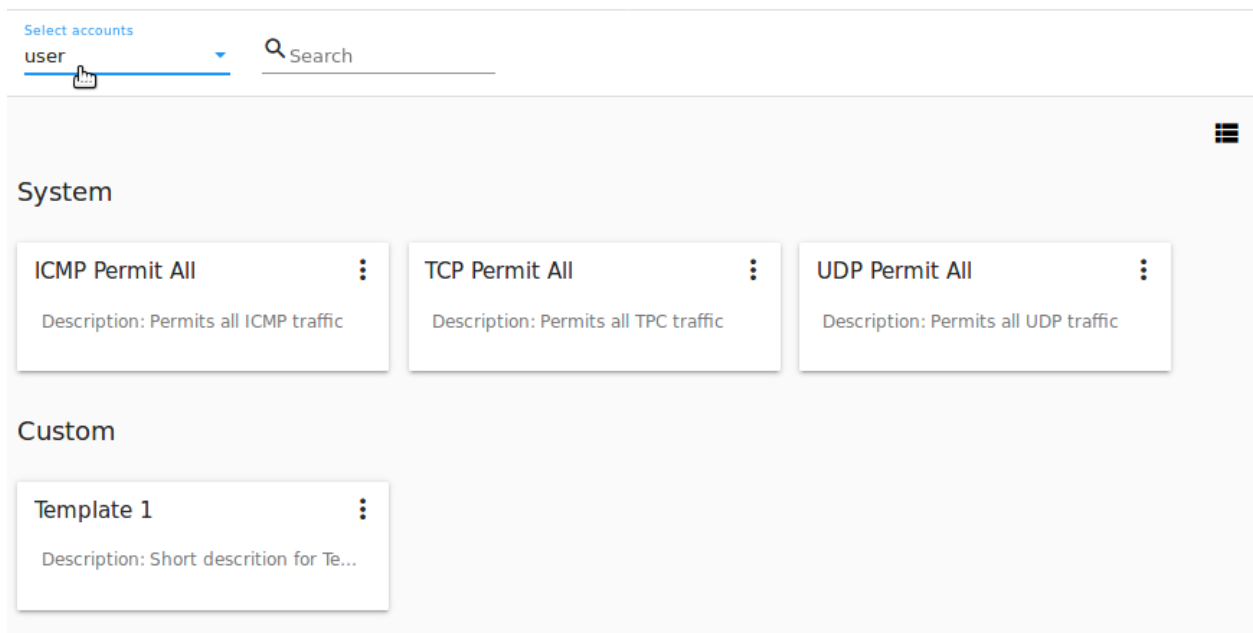 Select accounts
user
Search
System
ICMP Permit All
TCP Permit All
UDP Permit All
Description: Permits all ICMP traffic
Description: Permits all TPC traffic
Description: Permits all UDP traffic
Custom
Template 1
Description: Short descrition for Te...